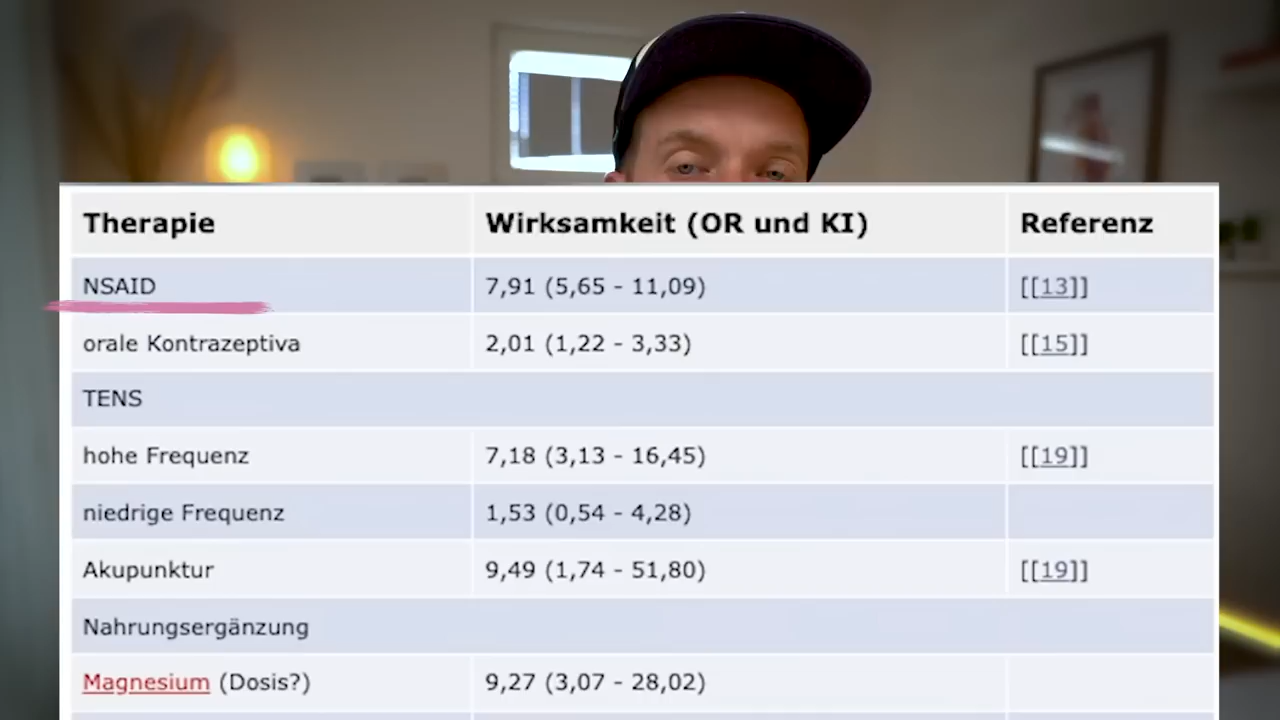 Therapie Wirksamkeit (OR und KI) Referenz
NSAID 7,91 (5,65 - 11,09) [[13]]
orale Kontrazeptiva 2,01 (1,22 - 3,33) [[15]]
TENS
hohe Frequenz 7,18 (3,13 - 16,45) [[19]]
niedrige Frequenz 1,53 (0,54 - 4,28)
Akupunktur 9,49 (1,74 - 51,80) [[19]]
Nahrungsergänzung
Magnesium (Dosis?) 9,27 (3,07 - 28,02)